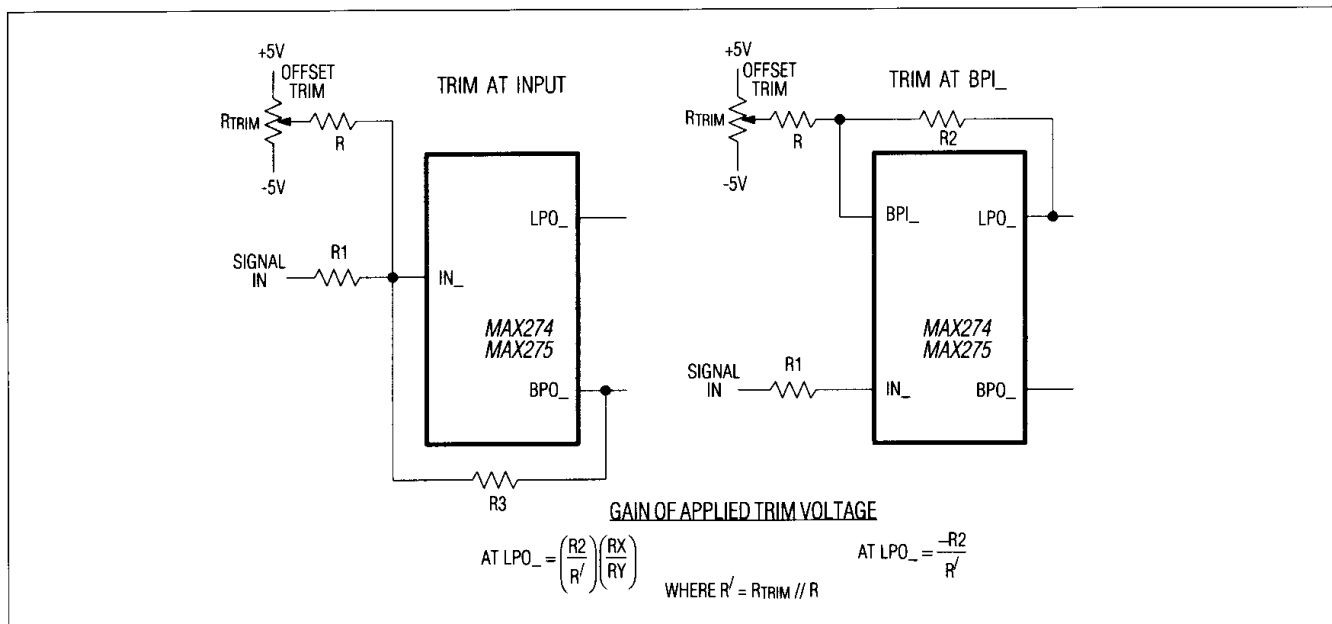 +5V
OFFSET
TRIM
TRIM AT INPUT
RTRIM
R
-5V
LPO_
SIGNAL
IN
R1
IN_
MAX274
MAX275
BPO_
R3
+5V
OFFSET
TRIM
TRIM AT BPI_
RTRIM
R
R2
-5V
BPI_
LPO_
MAX274
MAX275
SIGNAL
IN
R1
IN_
BPO_
GAIN OF APPLIED TRIM VOLTAGE
AT LPO_ = (R2/R′)(RX/RY)
AT LPO_ = –R2/R′
WHERE R′ = RTRIM // R